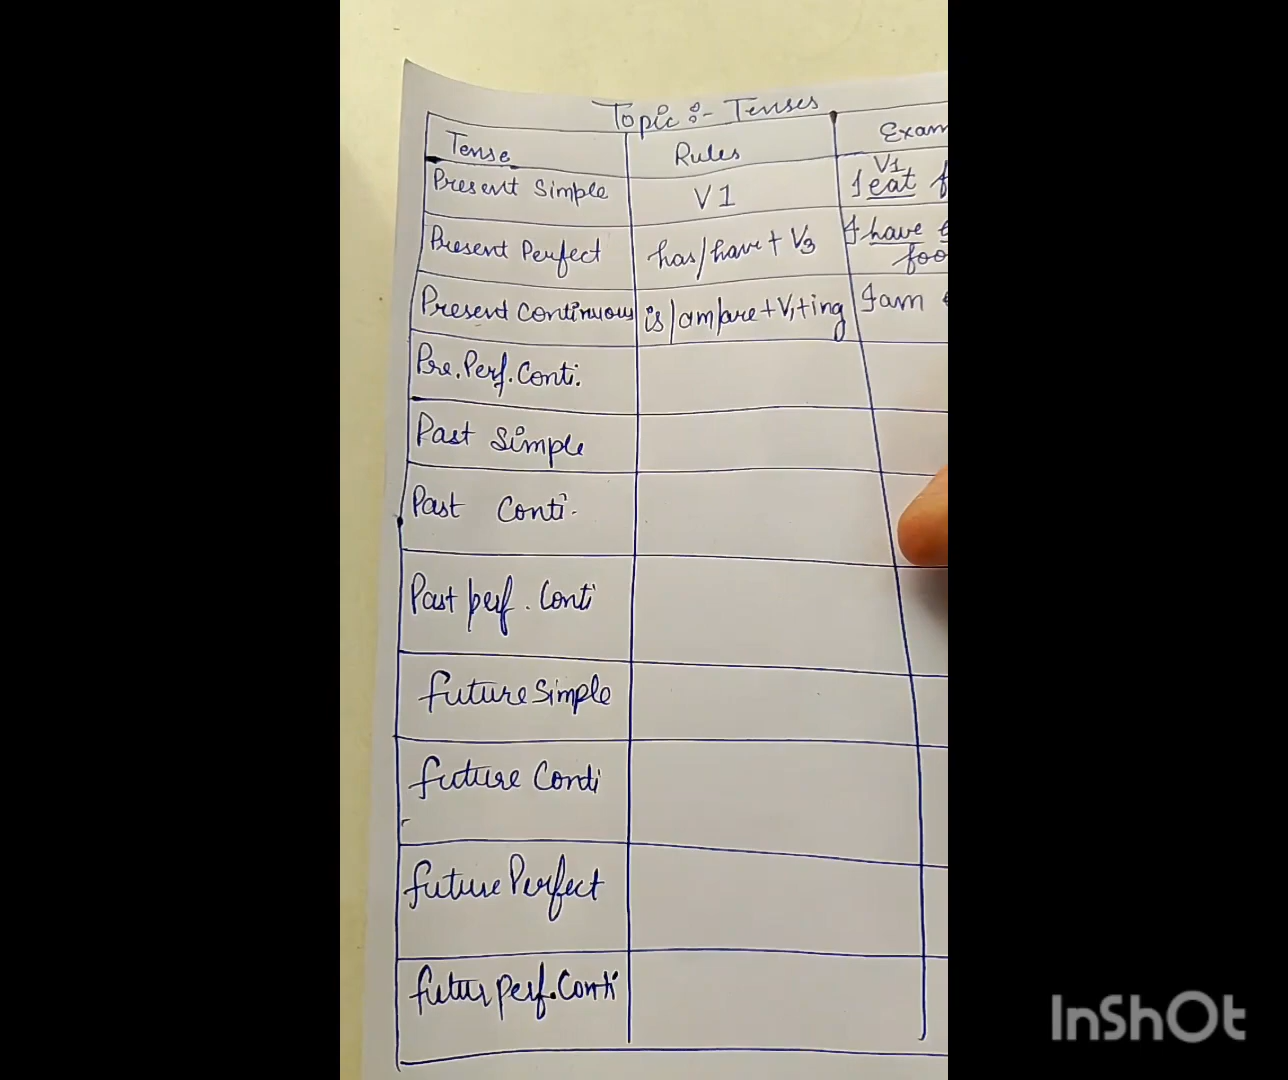 Topic :- Tenses
Tense Rules Exam
Present Simple V1 V1
I eat f
Present Perfect has/have + V3 I have
foo
Present Continuous is/am/are + V1 + ing I am
Pre. Perf. Conti.
Past Simple
Past Conti.
Past perf. Conti
future Simple
future Conti
future Perfect
futur perf. Conti
InShOt